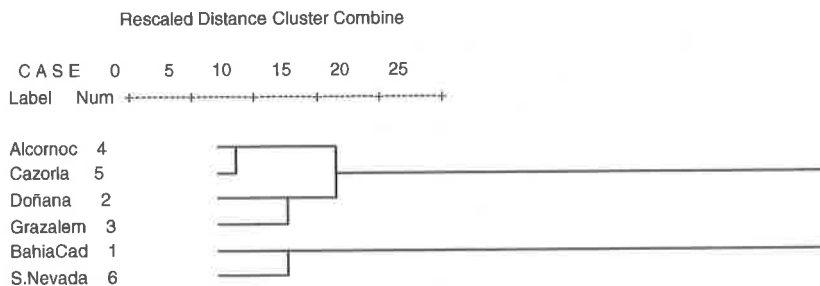 Rescaled Distance Cluster Combine
C A S E 0 5 10 15 20 25
Label Num
Alcornoc 4
Cazorla 5
Doñana 2
Grazalem 3
BahiaCad 1
S.Nevada 6